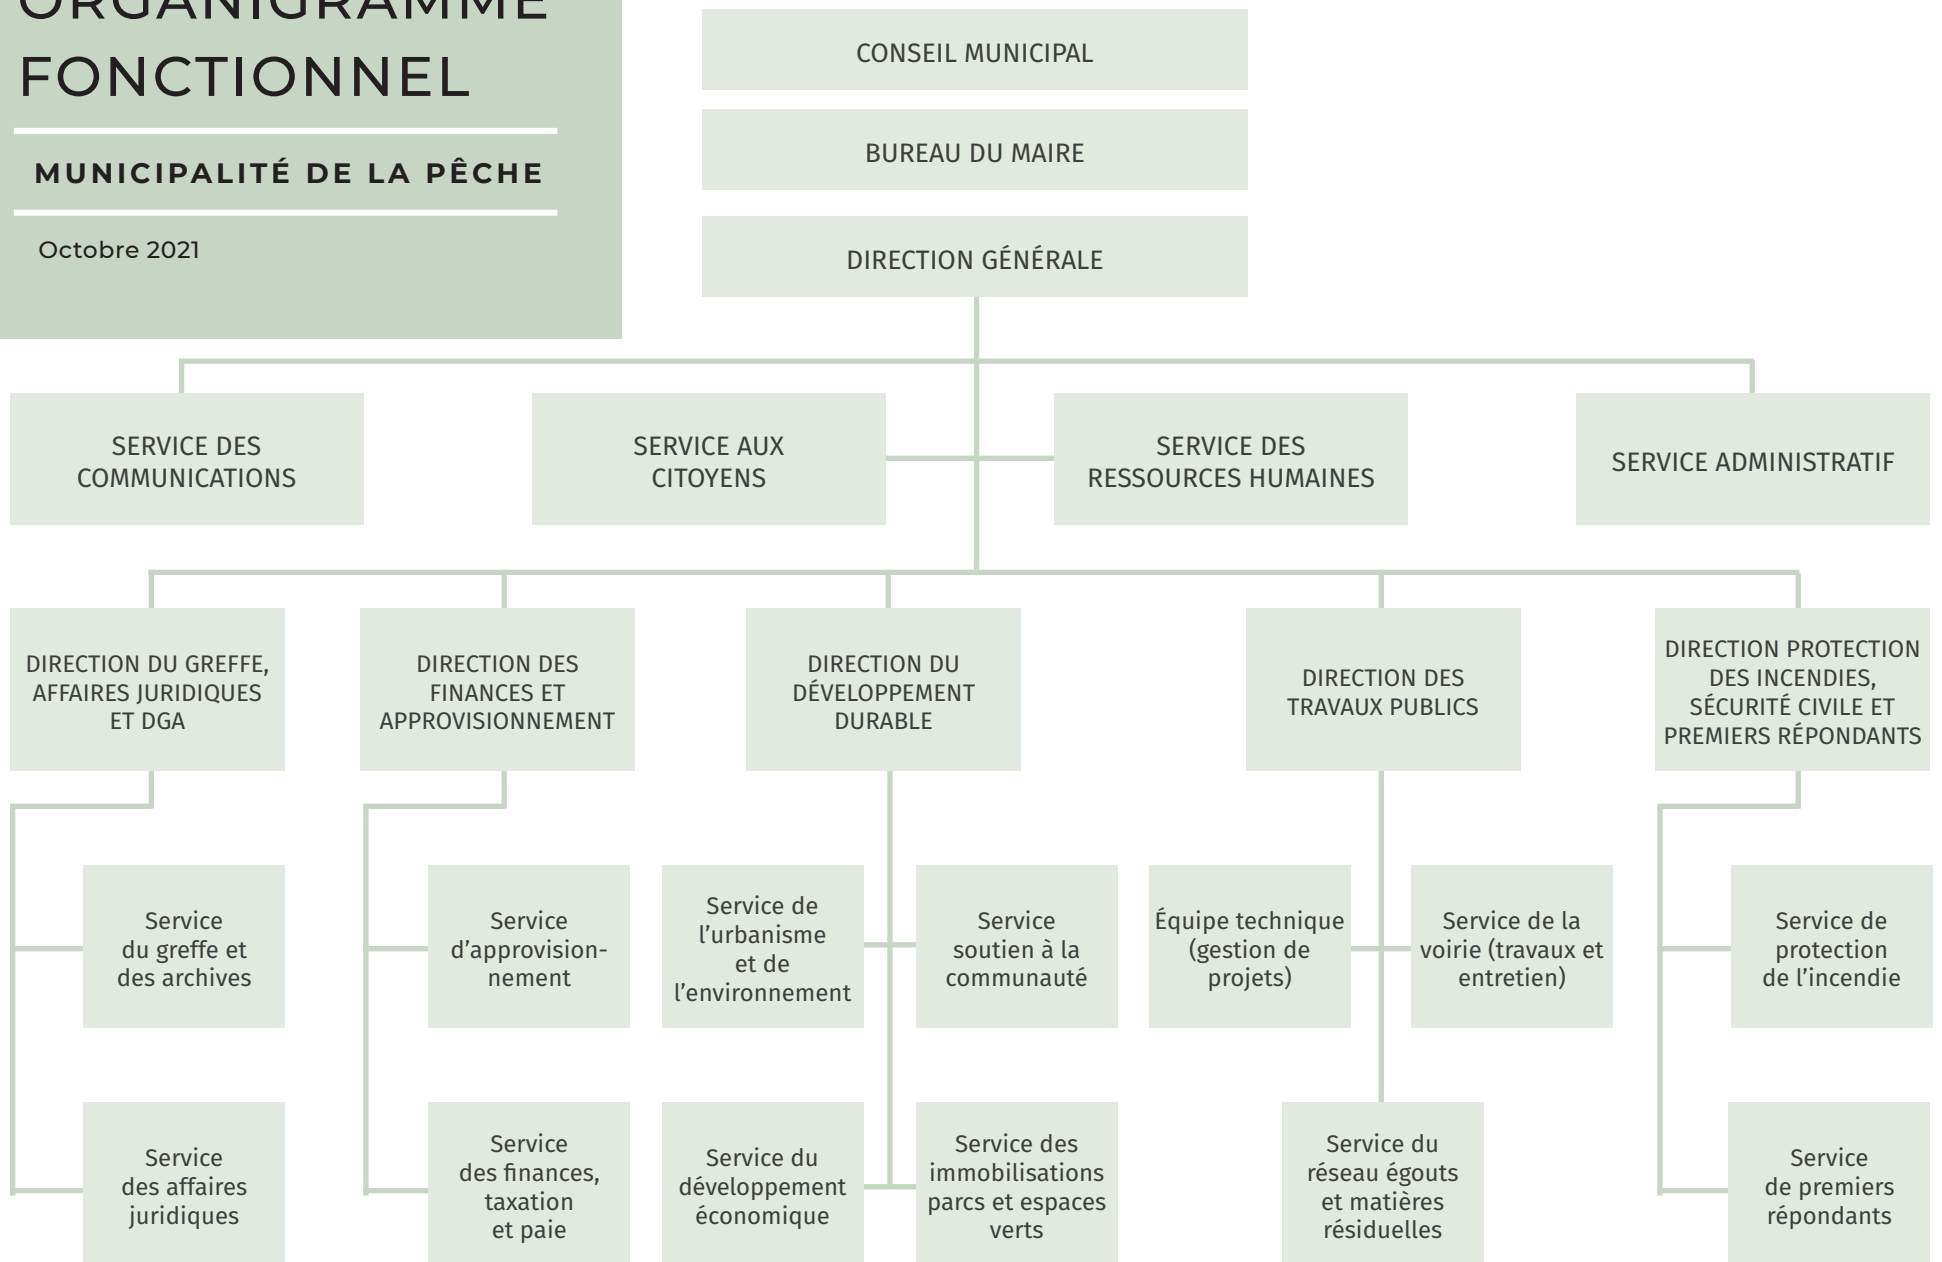 ORGANIGRAMME
FONCTIONNEL
MUNICIPALITÉ DE LA PÊCHE
Octobre 2021
CONSEIL MUNICIPAL
BUREAU DU MAIRE
DIRECTION GÉNÉRALE
SERVICE DES
COMMUNICATIONS
SERVICE AUX
CITOYENS
SERVICE DES
RESSOURCES HUMAINES
SERVICE ADMINISTRATIF
DIRECTION DU GREFFE,
AFFAIRES JURIDIQUES
ET DGA
DIRECTION DES
FINANCES ET
APPROVISIONNEMENT
DIRECTION DU
DÉVELOPPEMENT
DURABLE
DIRECTION DES
TRAVAUX PUBLICS
DIRECTION PROTECTION
DES INCENDIES,
SÉCURITÉ CIVILE ET
PREMIERS RÉPONDANTS
Service
du greffe et
des archives
Service
d'approvision-
nement
Service de
l'urbanisme
et de
l'environnement
Service
soutien à la
communauté
Équipe technique
(gestion de
projets)
Service de la
voirie (travaux et
entretien)
Service de
protection
de l'incendie
Service
des affaires
juridiques
Service
des finances,
taxation
et paie
Service du
développement
économique
Service des
immobilisations
parcs et espaces
verts
Service du
réseau égouts
et matières
résiduelles
Service
de premiers
répondants